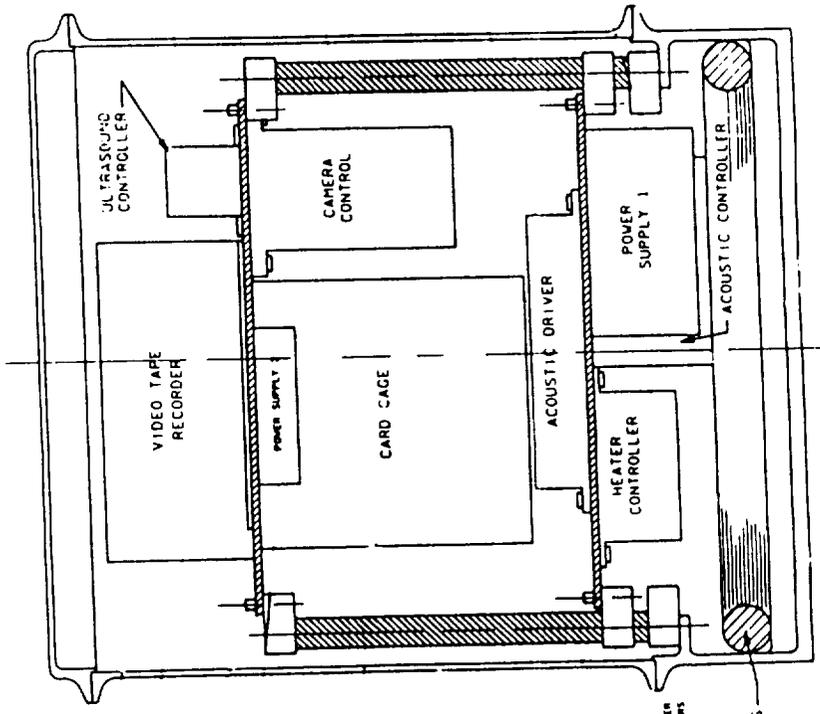 ULTRASOUND
CONTROLLER
CAMERA
CONTROL
VIDEO TAPE
RECORDER
POWER SUPPLY 2
CARD CAGE
ACOUSTIC DRIVER
POWER
SUPPLY 1
ACOUSTIC CONTROLLER
HEATER
CONTROLLER